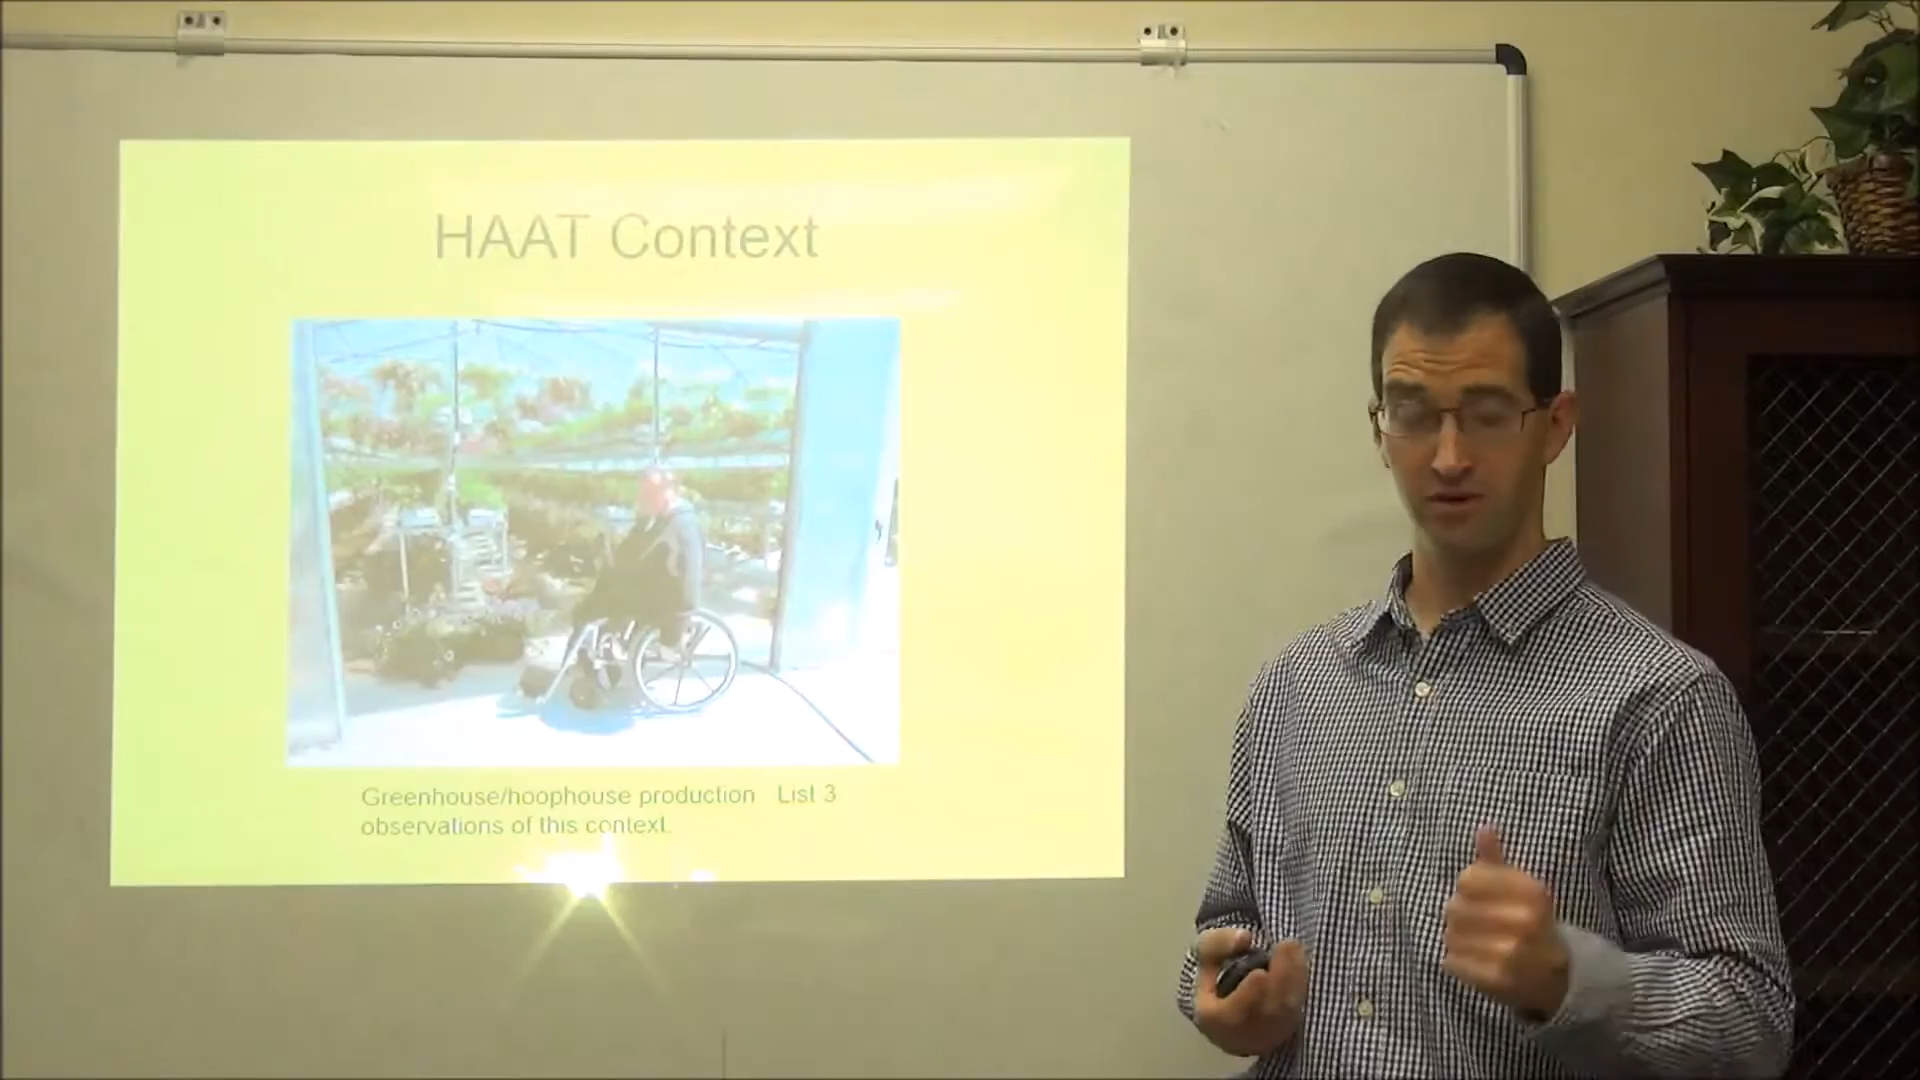 HAAT Context
Greenhouse/hoophouse production List 3
observations of this context.